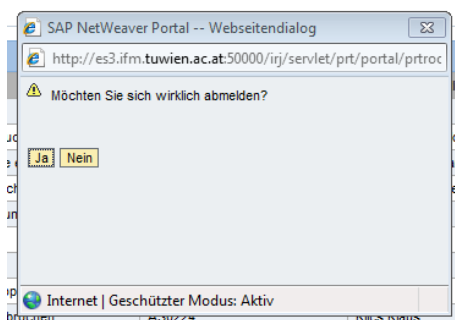 SAP NetWeaver Portal -- Webseitendialog
http://es3.ifm.tuwien.ac.at:50000/irj/servlet/prt/portal/prtroc
Möchten Sie sich wirklich abmelden?
Ja Nein
Internet | Geschützter Modus: Aktiv